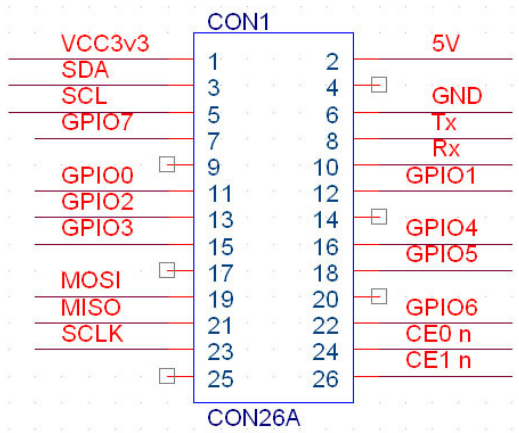 CON1
VCC3v3 1 2 5V
SDA 3 4
SCL 5 6 GND
GPIO7 7 8 Tx
9 10 Rx
GPIO0 11 12 GPIO1
GPIO2 13 14
GPIO3 15 16 GPIO4
17 18 GPIO5
MOSI 19 20
MISO 21 22 GPIO6
SCLK 23 24 CE0 n
25 26 CE1 n
CON26A